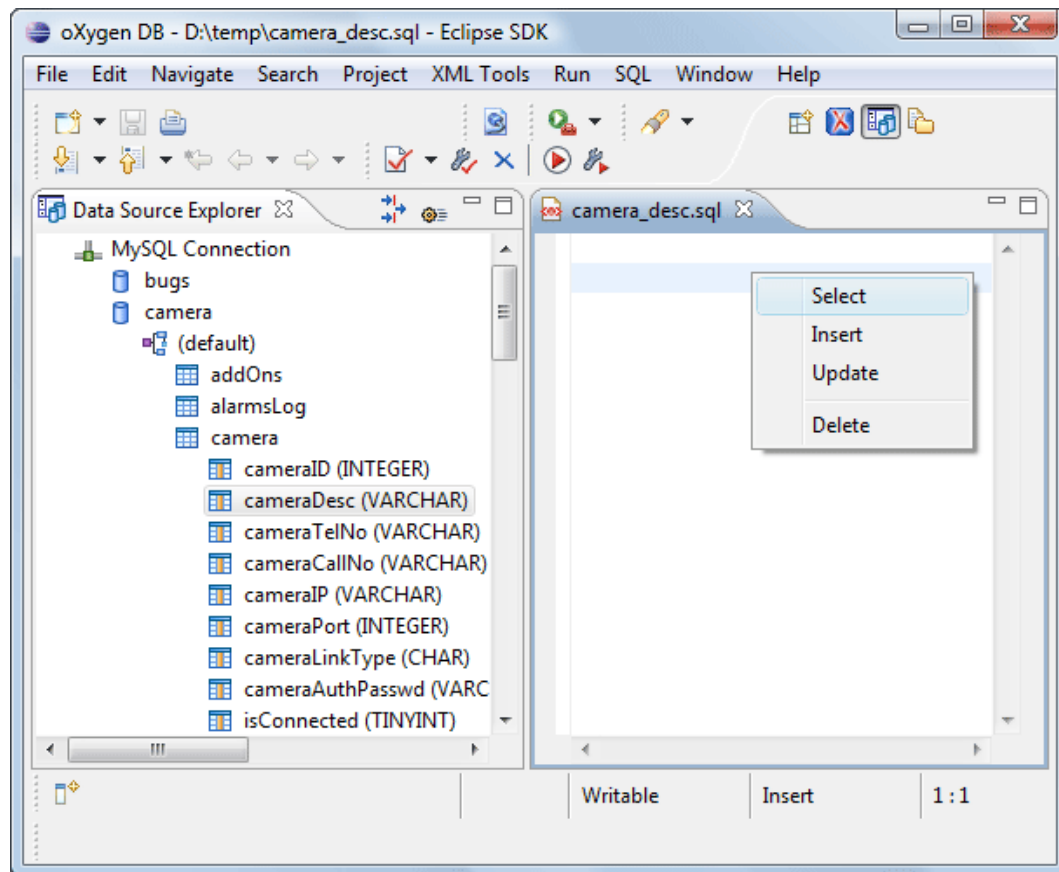 oXygen DB - D:\temp\camera_desc.sql - Eclipse SDK
File Edit Navigate Search Project XML Tools Run SQL Window Help
Data Source Explorer
camera_desc.sql
MySQL Connection
bugs
camera
(default)
addOns
alarmsLog
camera
cameraID (INTEGER)
cameraDesc (VARCHAR)
cameraTelNo (VARCHAR)
cameraCallNo (VARCHAR)
cameraIP (VARCHAR)
cameraPort (INTEGER)
cameraLinkType (CHAR)
cameraAuthPasswd (VARC
isConnected (TINYINT)
Select
Insert
Update
Delete
Writable Insert 1 : 1